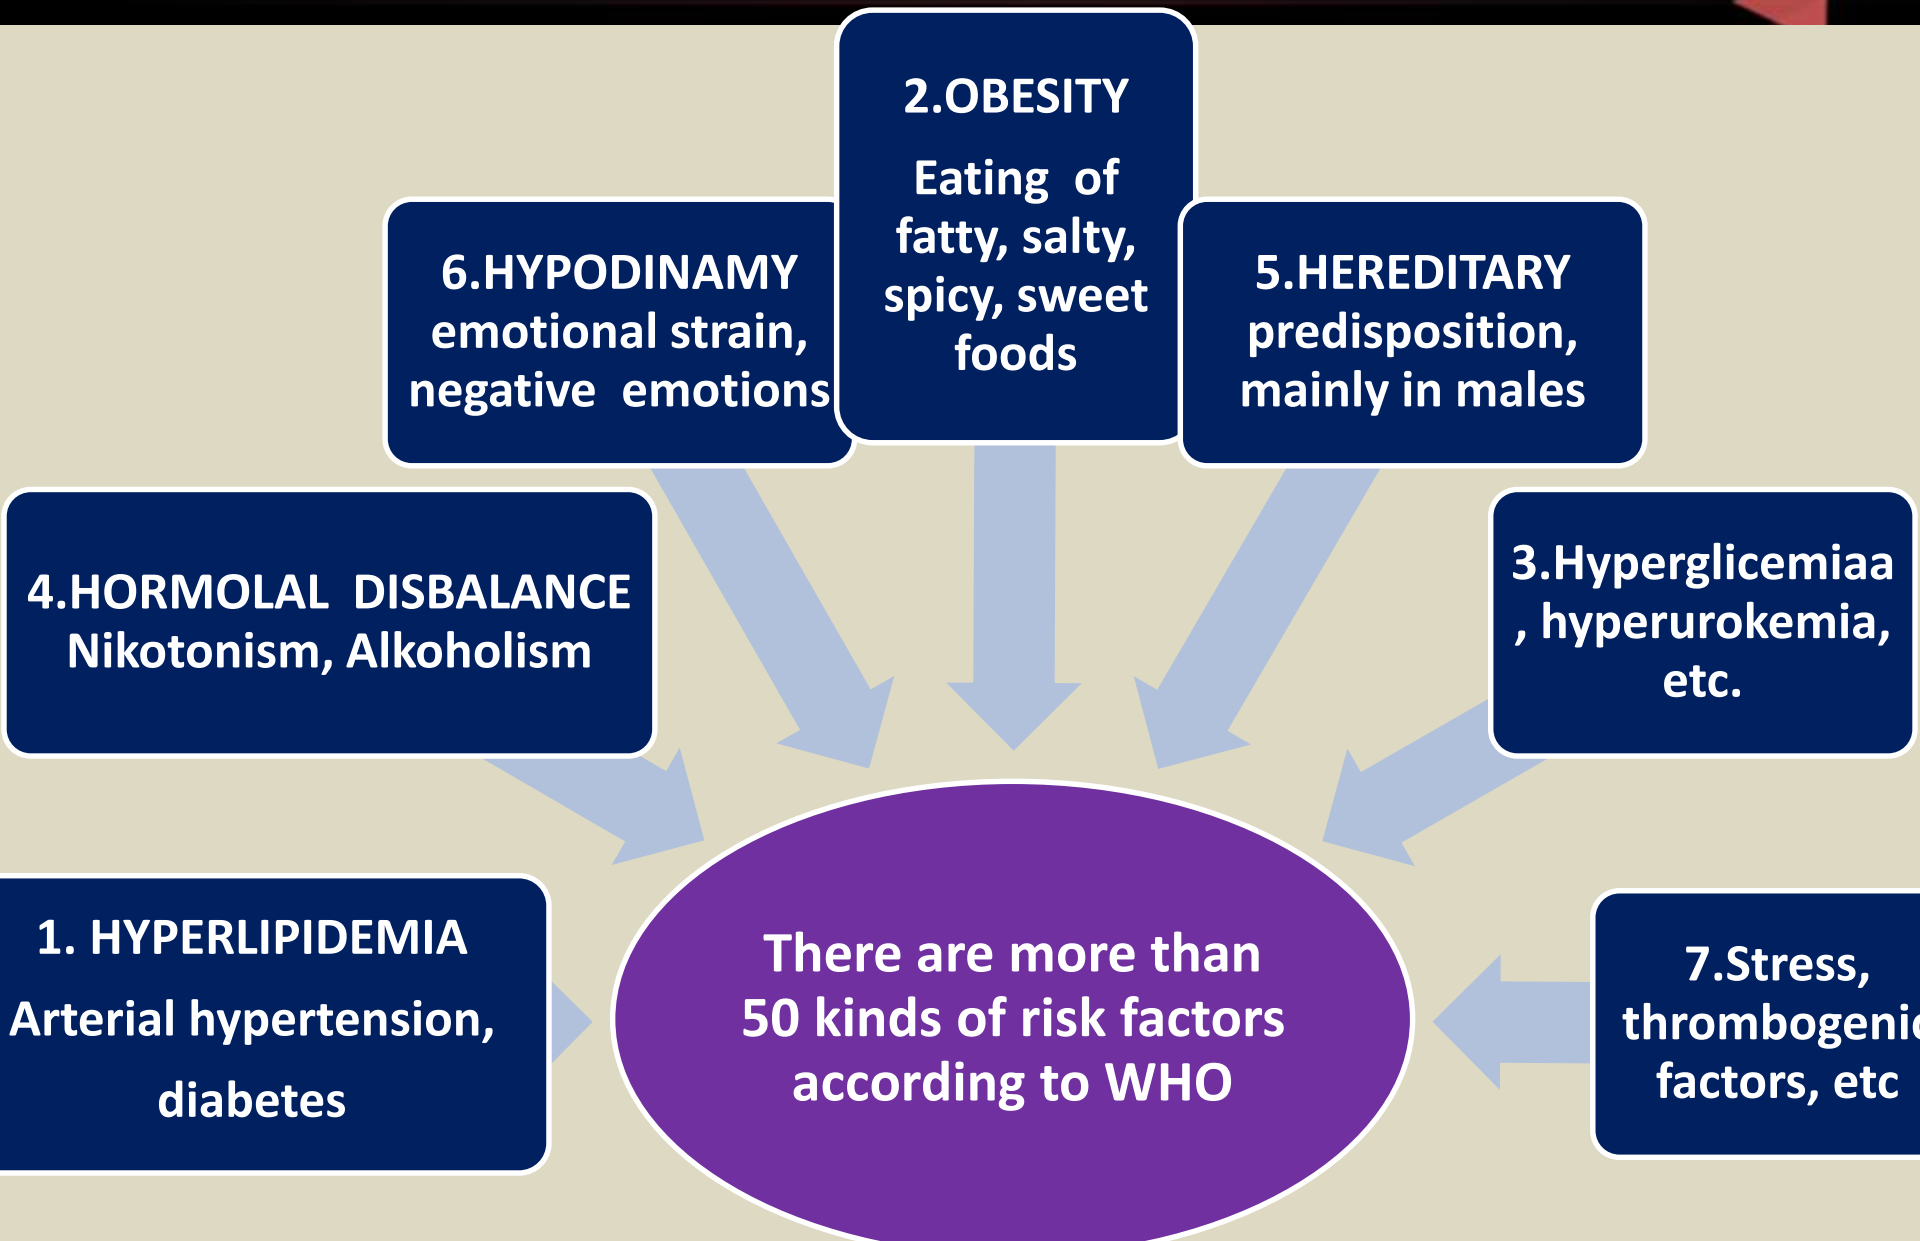 2.OBESITY
Eating of
fatty, salty,
spicy, sweet
foods
6.HYPODINAMY
emotional strain,
negative emotions
5.HEREDITARY
predisposition,
mainly in males
4.HORMOLAL DISBALANCE
Nikotonism, Alkoholism
3.Hyperglicemiaa
, hyperurokemia,
etc.
1. HYPERLIPIDEMIA
Arterial hypertension,
diabetes
There are more than
50 kinds of risk factors
according to WHO
7.Stress,
thrombogenic
factors, etc